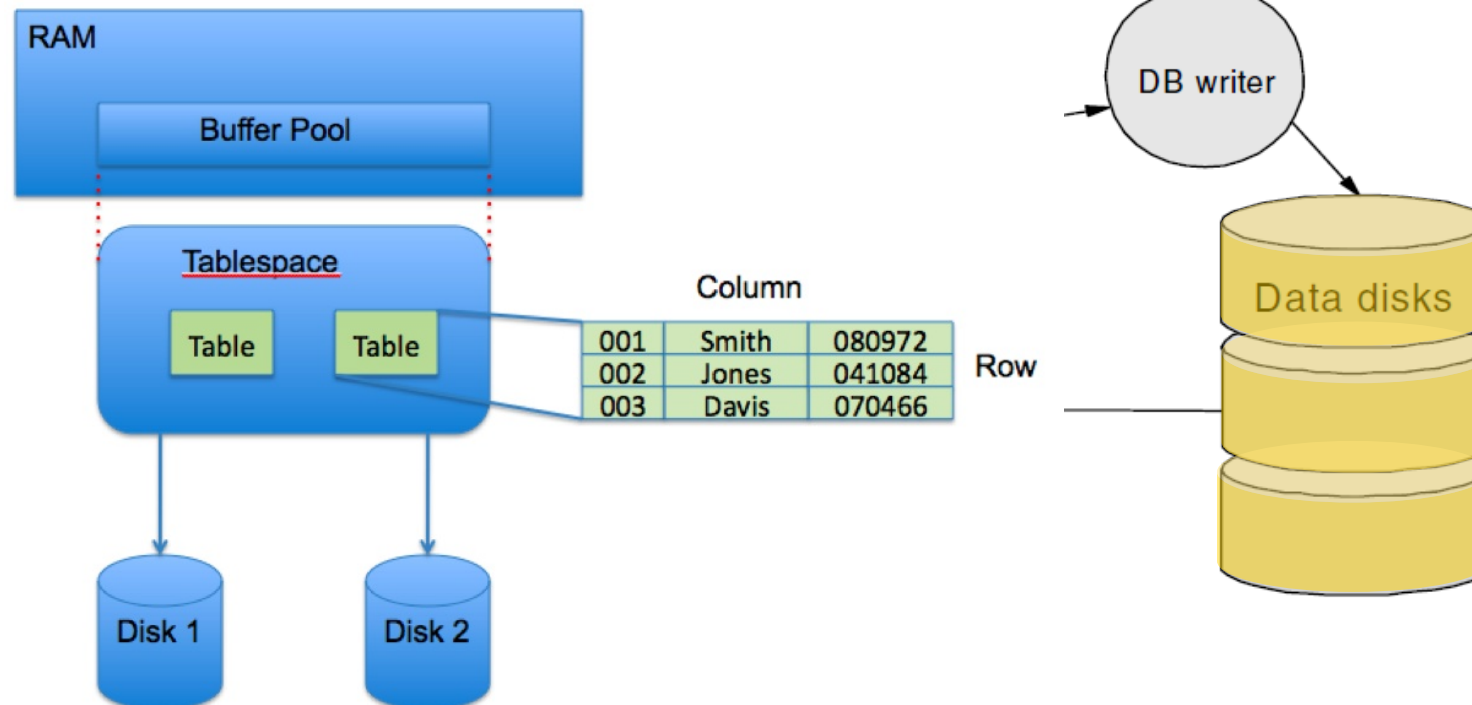 RAM
Buffer Pool
Tablespace
Table Table
Column
001 Smith 080972
002 Jones 041084
003 Davis 070466
Row
Disk 1 Disk 2
DB writer
Data disks